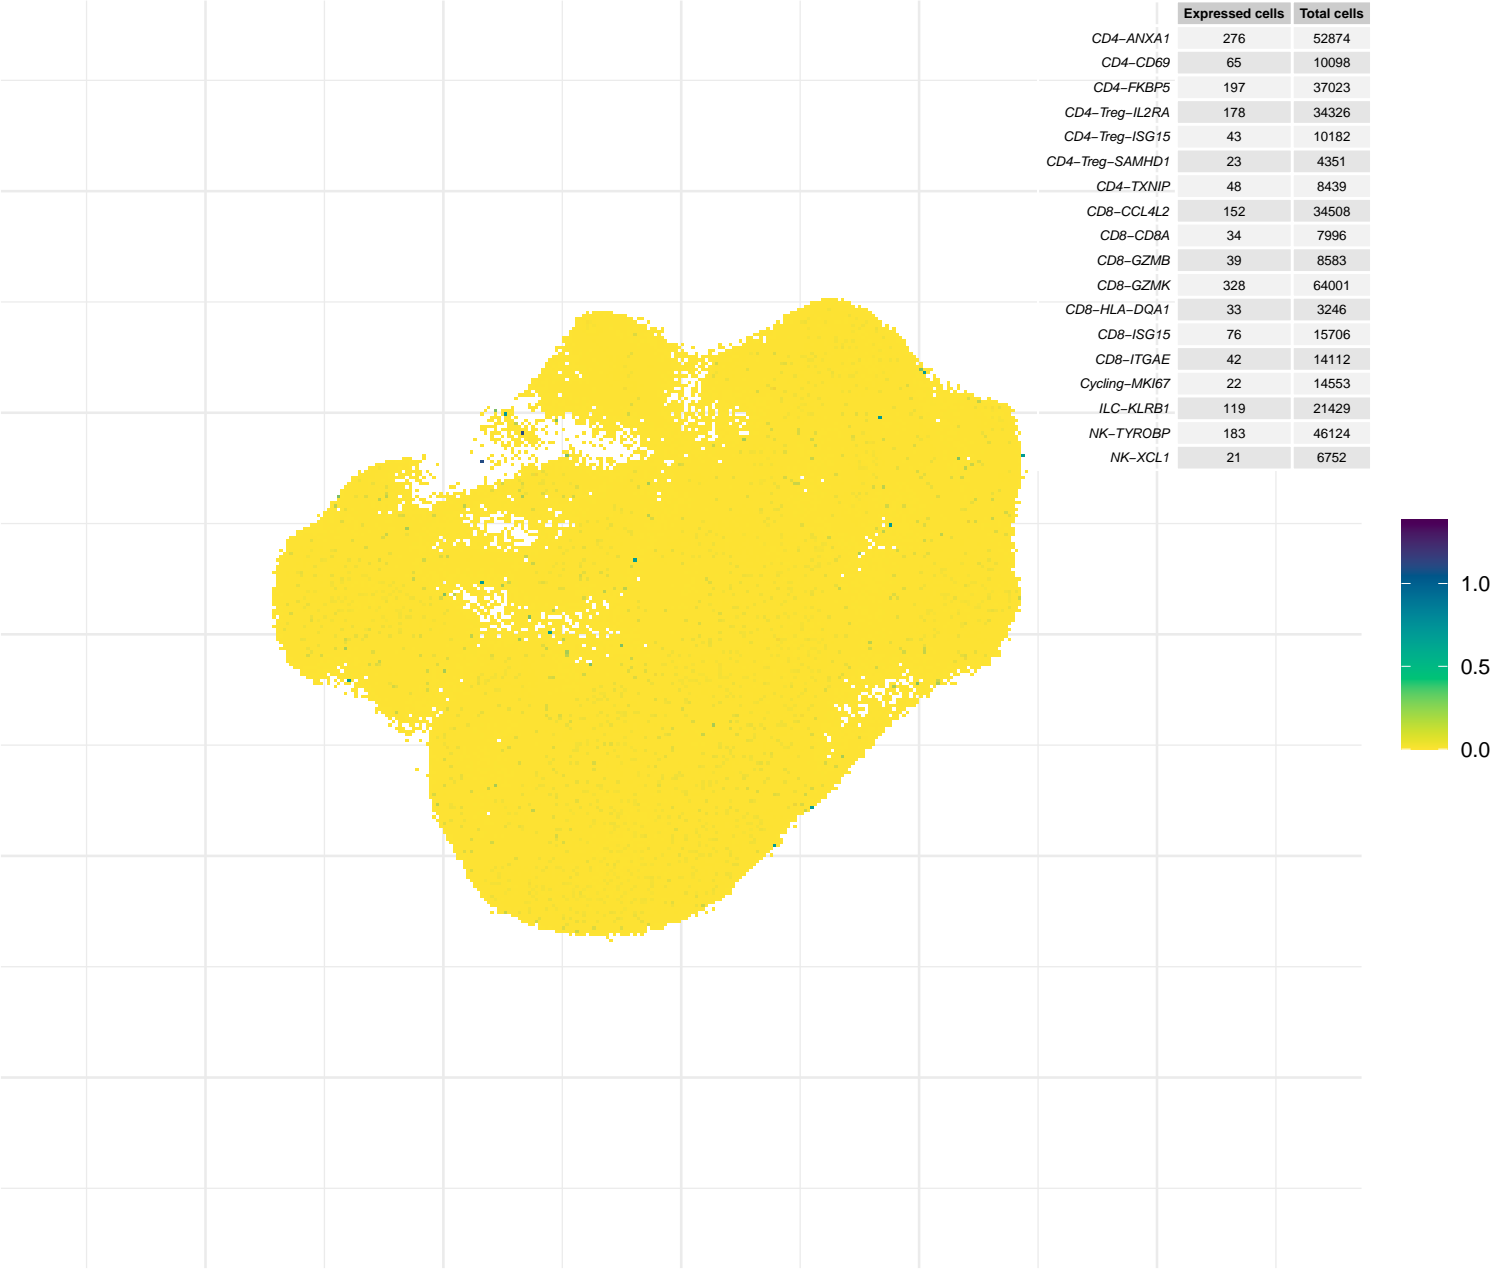 Expressed cells Total cells
CD4−ANXA1 276 52874
CD4−CD69 65 10098
CD4−FKBP5 197 37023
CD4−Treg−IL2RA 178 34326
CD4−Treg−ISG15 43 10182
CD4−Treg−SAMHD1 23 4351
CD4−TXNIP 48 8439
CD8−CCL4L2 152 34508
CD8−CD8A 34 7996
CD8−GZMB 39 8583
CD8−GZMK 328 64001
CD8−HLA−DQA1 33 3246
CD8−ISG15 76 15706
CD8−ITGAE 42 14112
Cycling−MKI67 22 14553
ILC−KLRB1 119 21429
NK−TYROBP 183 46124
NK−XCL1 21 6752
1.0
0.5
0.0